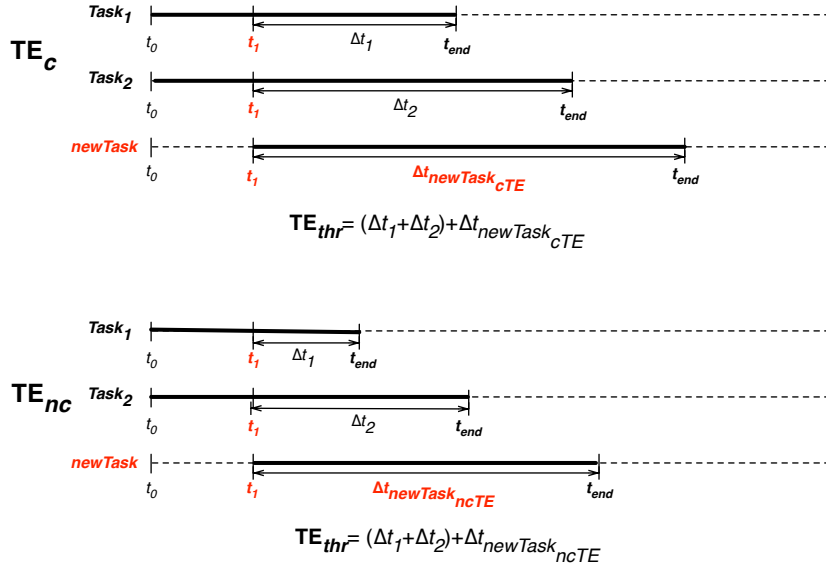 Task1
t0 t1 Δt1 tend
TEc
Task2
t0 t1 Δt2 tend
newTask
t0 t1 ΔtnewTaskcTE tend
TEthr= (Δt1+Δt2)+ΔtnewTaskcTE
Task1
t0 t1 Δt1 tend
TEnc
Task2
t0 t1 Δt2 tend
newTask
t0 t1 ΔtnewTaskncTE tend
TEthr= (Δt1+Δt2)+ΔtnewTaskncTE